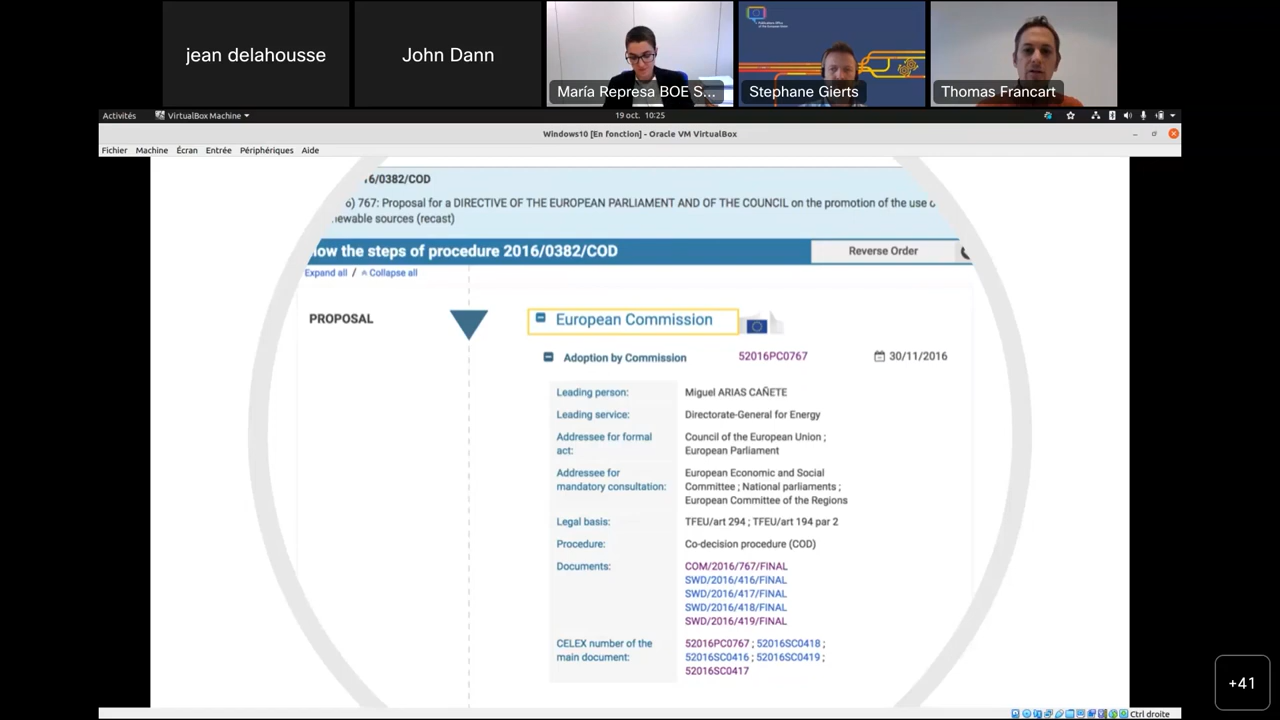 jean delahousse
John Dann
María Represa BOE S...
Stephane Gierts
Thomas Francart
Activités
VirtualBox Machine
19 oct. 10:25
Windows10 [En fonction] - Oracle VM VirtualBox
Fichier Machine Écran Entrée Périphériques Aide
6/0382/COD
6) 767: Proposal for a DIRECTIVE OF THE EUROPEAN PARLIAMENT AND OF THE COUNCIL on the promotion of the use o
ewable sources (recast)
ow the steps of procedure 2016/0382/COD
Reverse Order
Expand all / Collapse all
PROPOSAL
European Commission
Adoption by Commission 52016PC0767 30/11/2016
Leading person: Miguel ARIAS CAÑETE
Leading service: Directorate-General for Energy
Addressee for formal Council of the European Union ;
act: European Parliament
Addressee for European Economic and Social
mandatory consultation: Committee ; National parliaments ;
European Committee of the Regions
Legal basis: TFEU/art 294 ; TFEU/art 194 par 2
Procedure: Co-decision procedure (COD)
Documents: COM/2016/767/FINAL
SWD/2016/416/FINAL
SWD/2016/417/FINAL
SWD/2016/418/FINAL
SWD/2016/419/FINAL
CELEX number of the 52016PC0767 ; 52016SC0418 ;
main document: 52016SC0416 ; 52016SC0419 ;
52016SC0417
+41
Ctrl droite